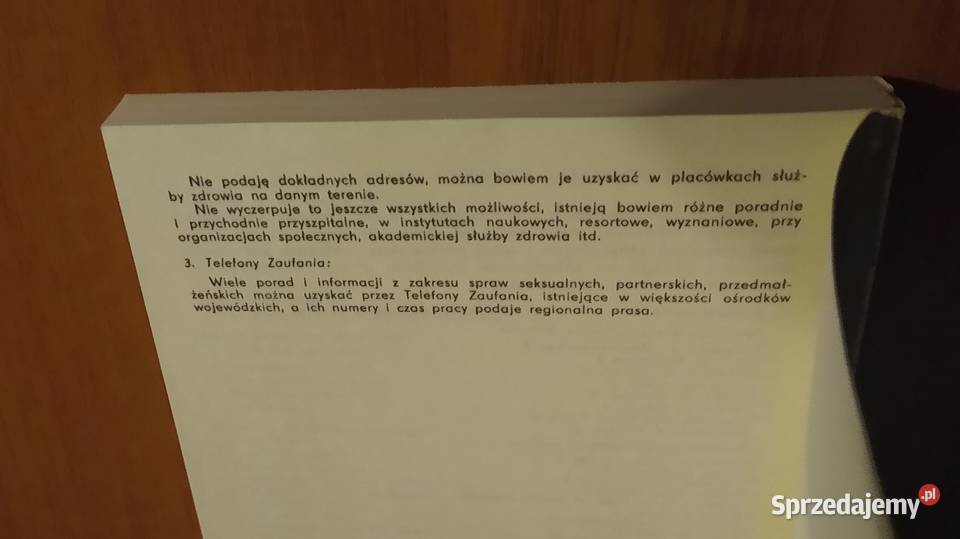 Nie podaję dokładnych adresów, można bowiem je uzyskać w placówkach służ-
by zdrowia na danym terenie.
Nie wyczerpuje to jeszcze wszystkich możliwości, istnieją bowiem różne poradnie
i przychodnie przyszpitalne, w instytutach naukowych, resortowe, wyznaniowe, przy
organizacjach społecznych, akademickiej służby zdrowia itd.
3. Telefony Zaufania:
Wiele porad i informacji z zakresu spraw seksualnych, partnerskich, przedmał-
żeńskich można uzyskać przez Telefony Zaufania, istniejące w większości ośrodków
wojewódzkich, a ich numery i czas pracy podaje regionalna prasa.
Sprzedajemy.pl